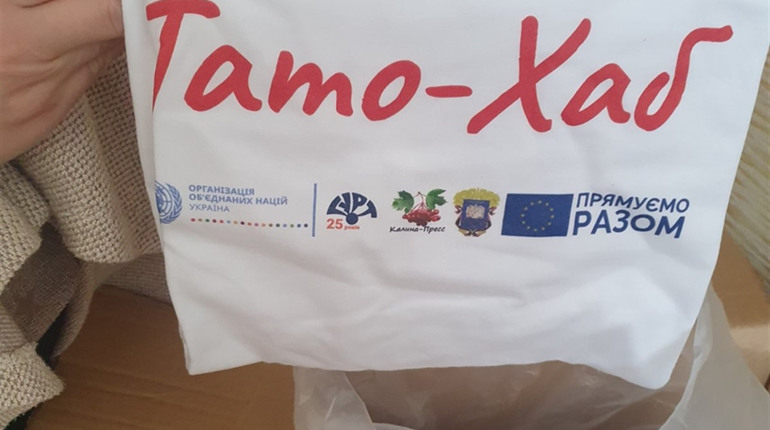 Тато-Хаб
ОРГАНІЗАЦІЯ
ОБ'ЄДНАНИХ НАЦІЙ
УКРАЇНА
25 років
Калина-Пресс
ПРЯМУЄМО
РАЗОМ